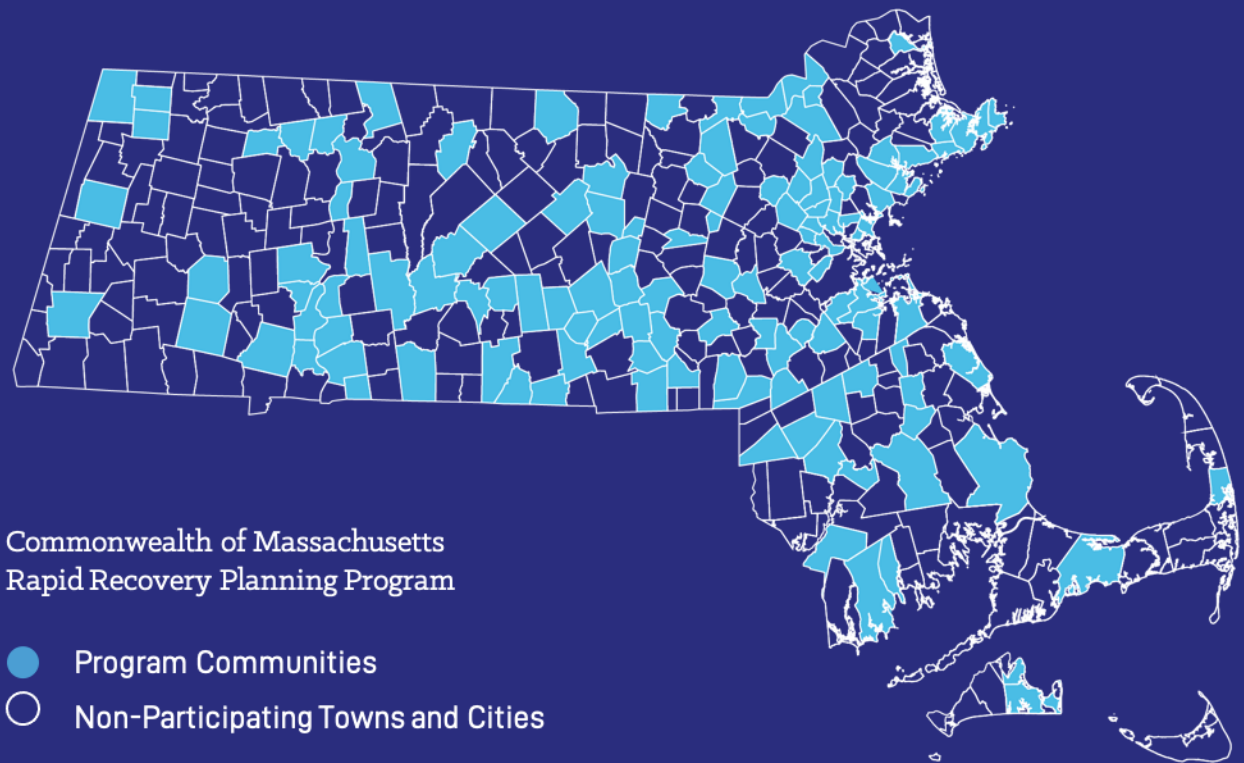 Commonwealth of Massachusetts
Rapid Recovery Planning Program
Program Communities
Non-Participating Towns and Cities